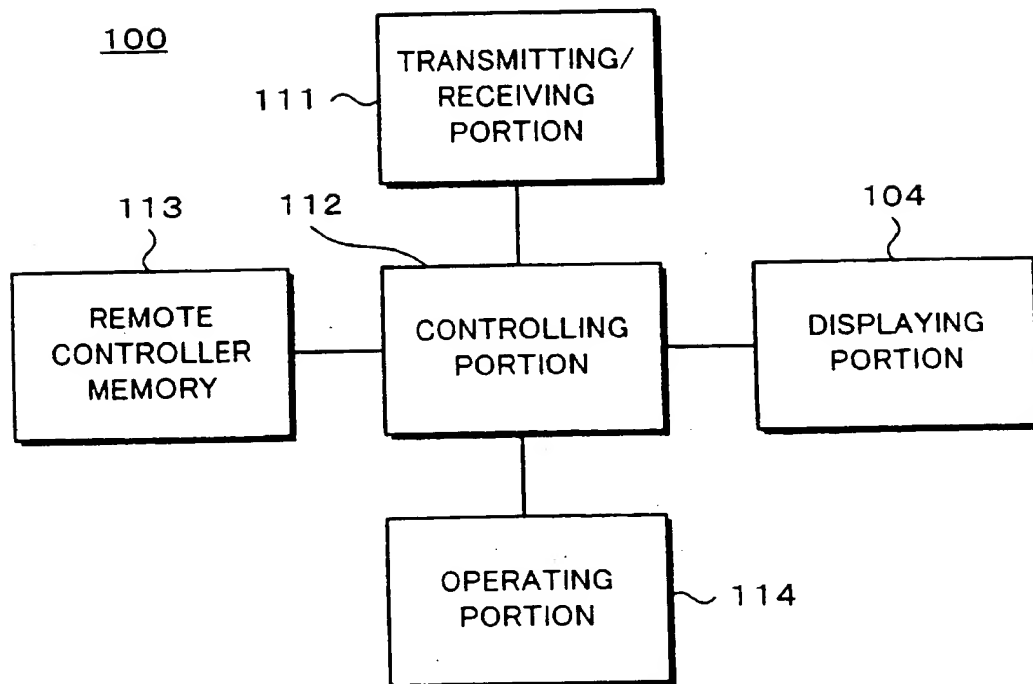 100
TRANSMITTING/
RECEIVING
PORTION
111
113
112
104
REMOTE
CONTROLLER
MEMORY
CONTROLLING
PORTION
DISPLAYING
PORTION
OPERATING
PORTION
114